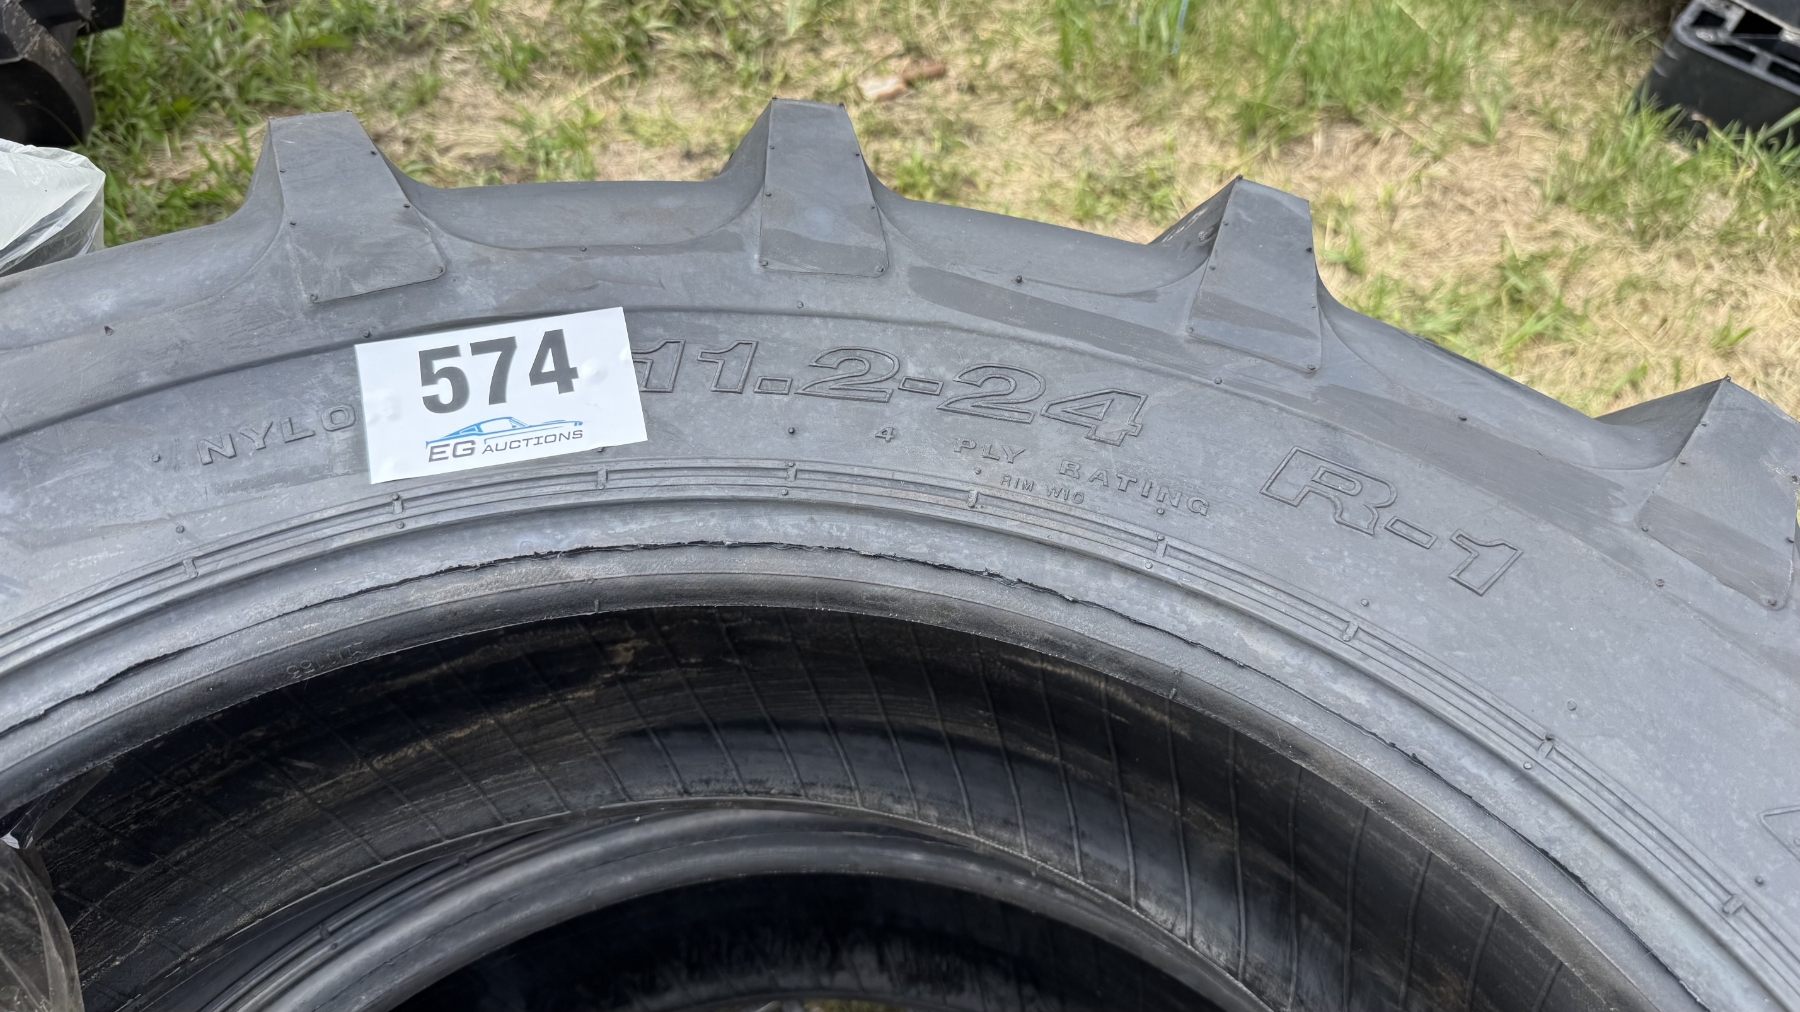 574
EG AUCTIONS
NYLO
11.2-24
4 PLY RATING
RIM W10
R-1